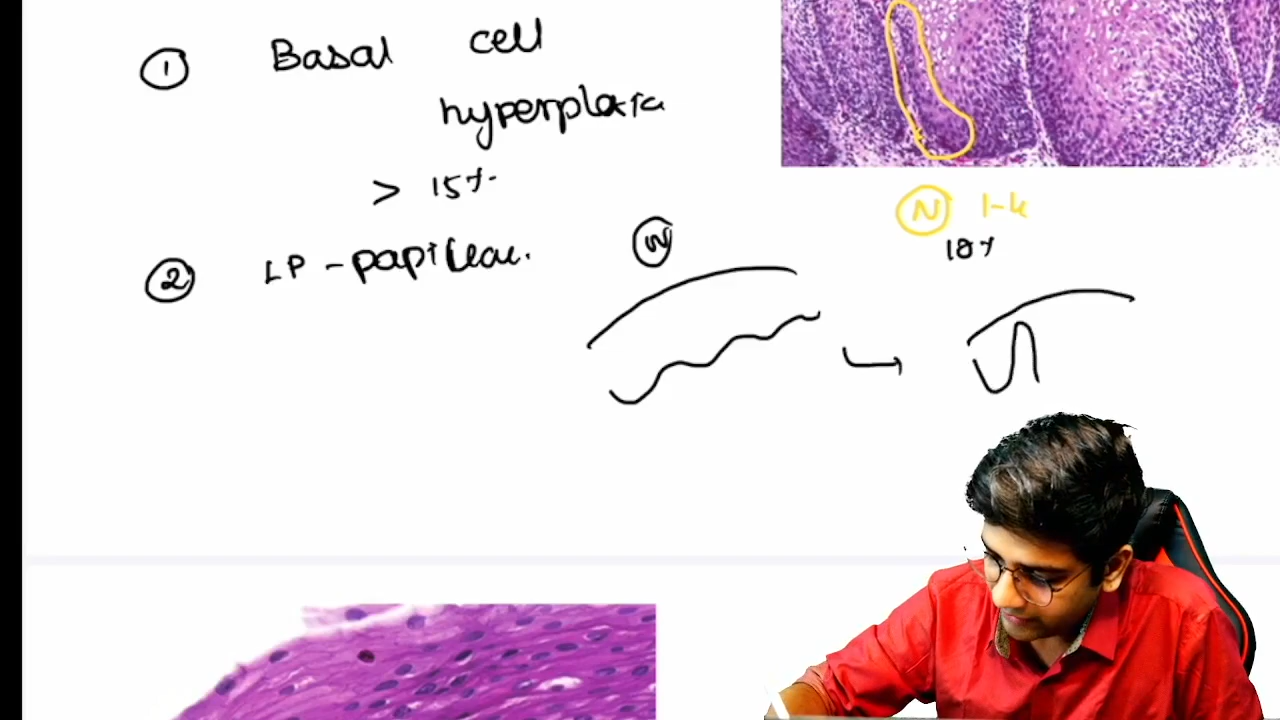 ① Basal cell
hyperplasia
> 15%
② LP - papillae.
N
N 1-4
10%